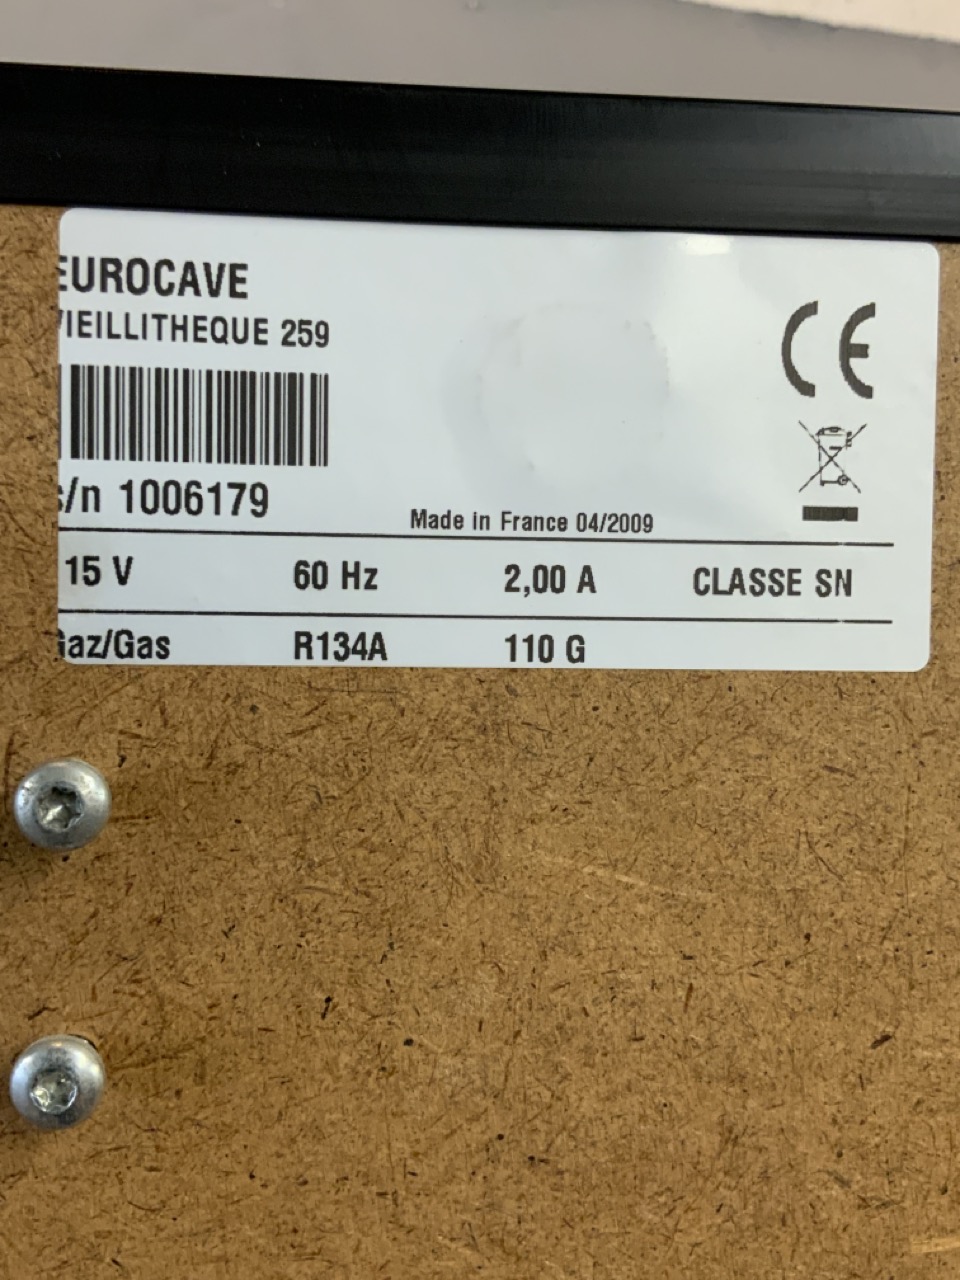 EUROCAVE
VIEILLITHEQUE 259
s/n 1006179
Made in France 04/2009
15 V 60 Hz 2,00 A CLASSE SN
Gaz/Gas R134A 110 G
CE